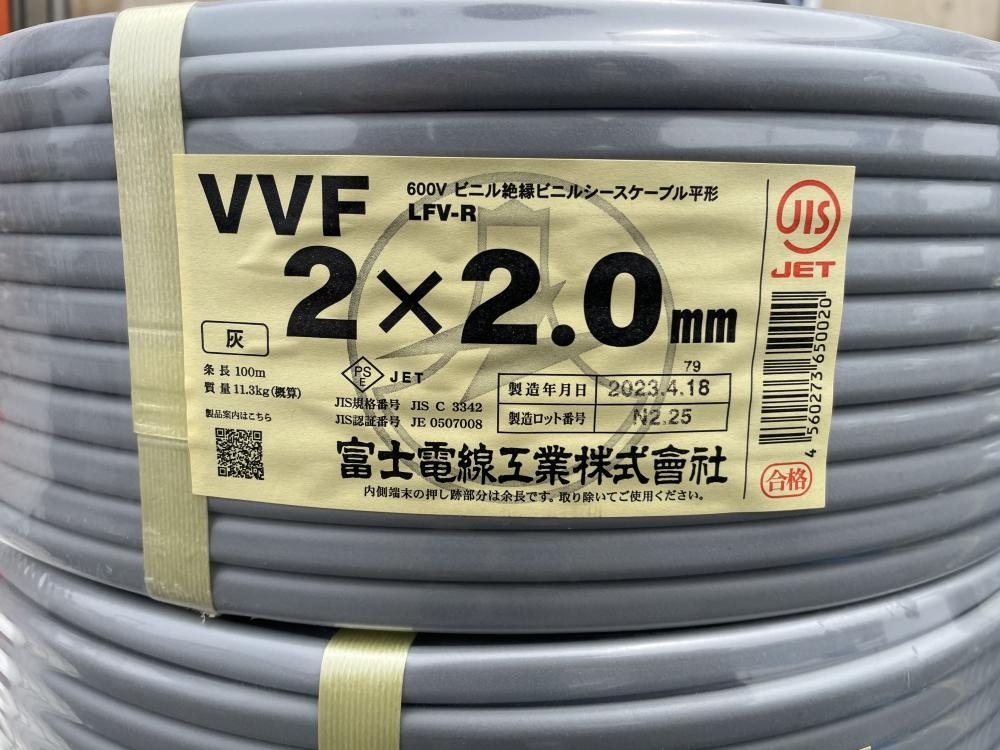 VVF
600V ビニル絶縁ビニルシースケーブル平形
LFV-R
2×2.0mm
灰
条長 100m
質量 11.3kg(概算)
製品案内はこちら
PS
E
JET
JIS規格番号 JIS C 3342
JIS認証番号 JE 0507008
79
製造年月日 2023.4.18
製造ロット番号 N2.25
富士電線工業株式會社
内側端末の押し跡部分は余長です。取り除いてご使用ください。
JIS
JET
4 560273 650020
合格